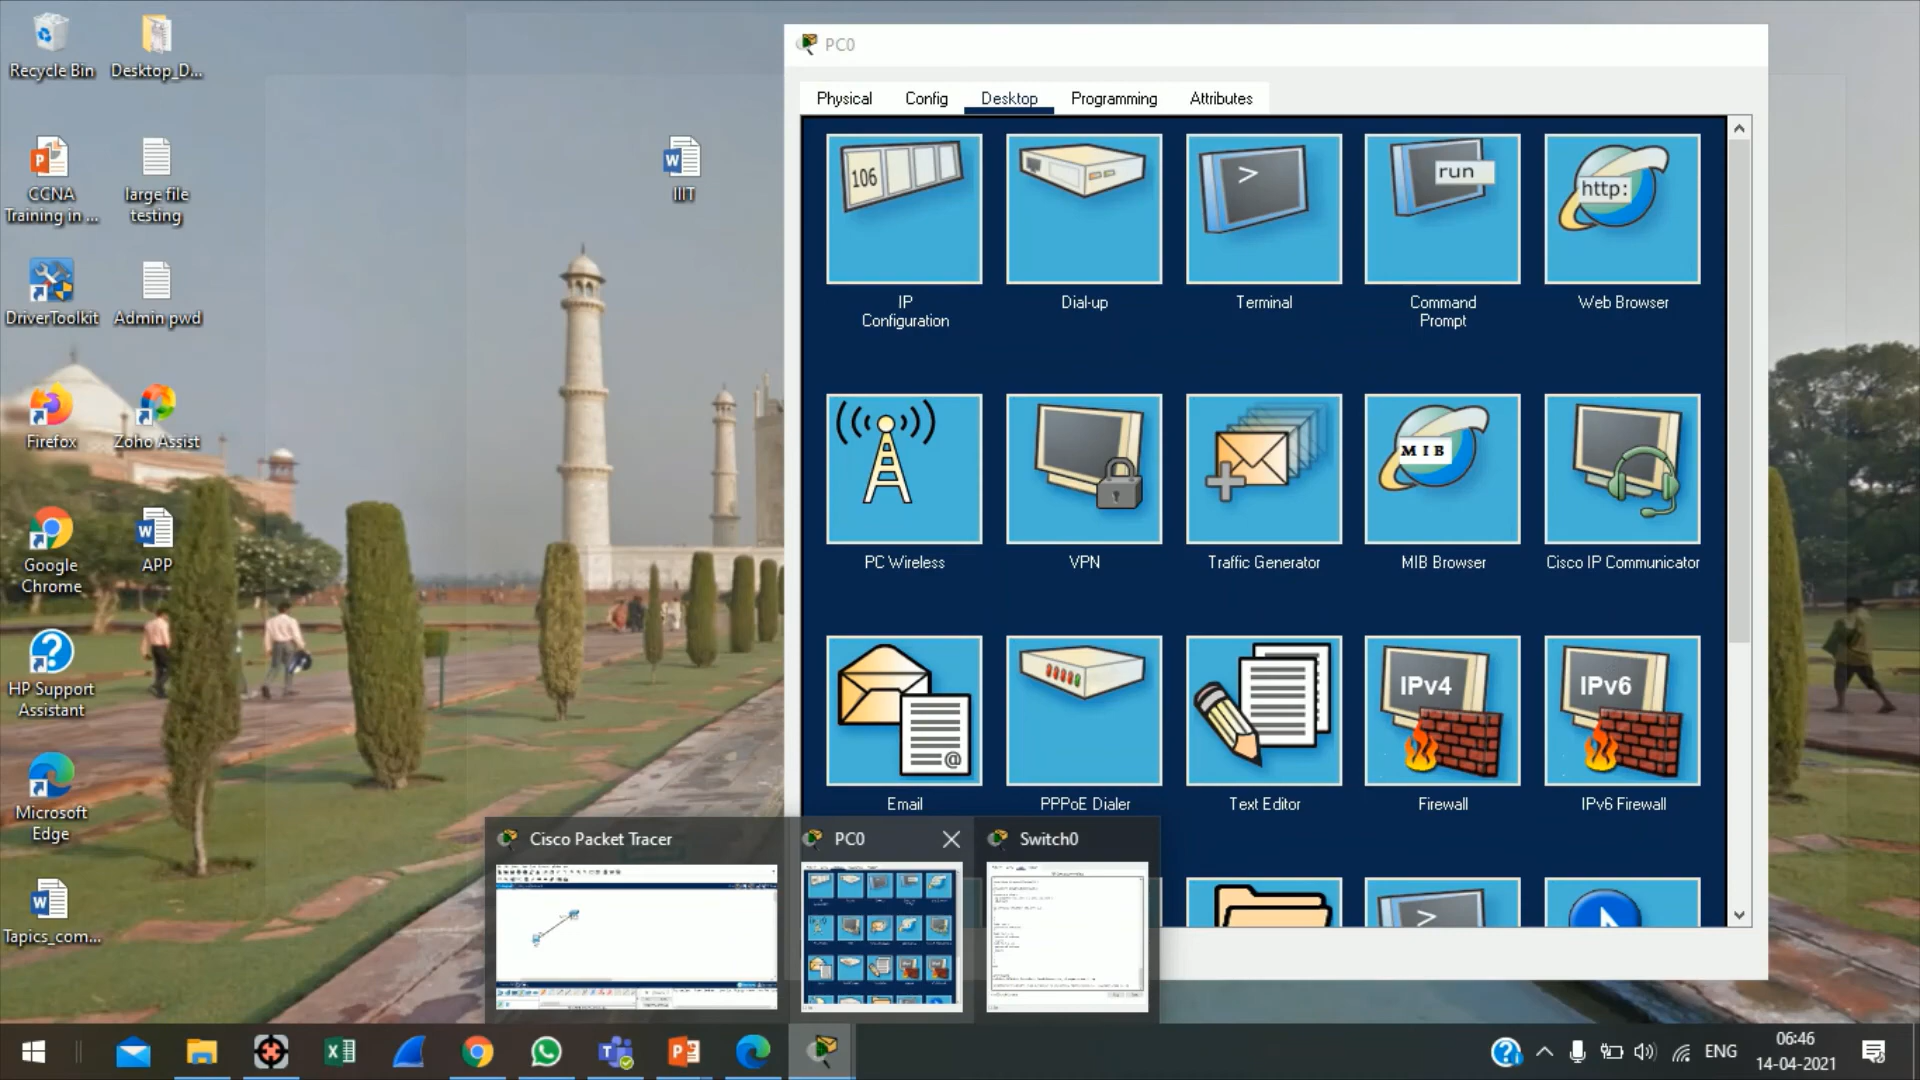 Recycle Bin
Desktop_D...
CCNA
Training in ...
large file
testing
IIIT
DriverToolkit
Admin pwd
Firefox
Zoho Assist
Google
Chrome
APP
HP Support
Assistant
Microsoft
Edge
Tapics_com...
PC0
Physical
Config
Desktop
Programming
Attributes
106
>
run
http:
IP
Configuration
Dial-up
Terminal
Command
Prompt
Web Browser
MIB
PC Wireless
VPN
Traffic Generator
MIB Browser
Cisco IP Communicator
@
IPv4
IPv6
Email
PPPoE Dialer
Text Editor
Firewall
IPv6 Firewall
>
Cisco Packet Tracer
PC0
Switch0
ENG
06:46
14-04-2021